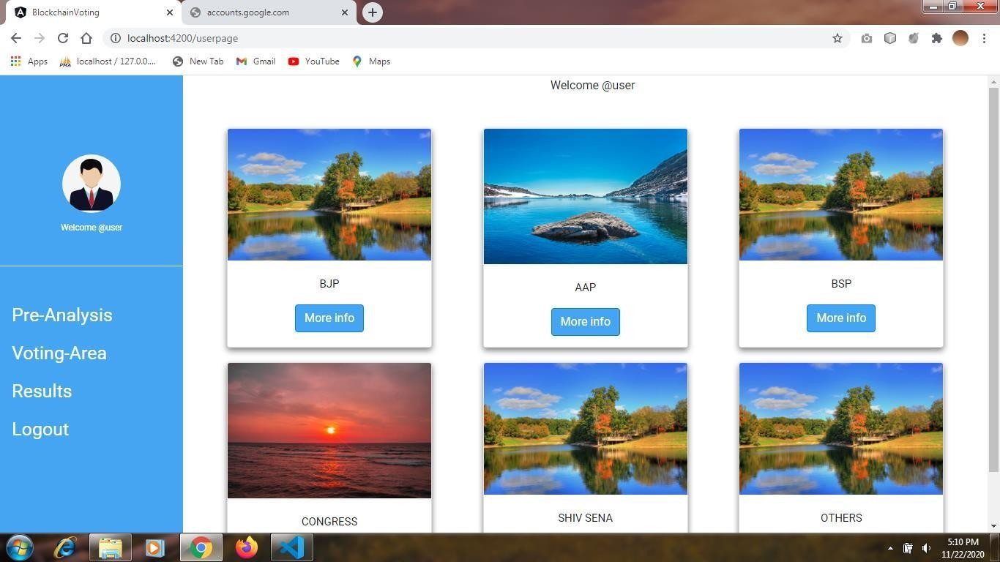 BlockchainVoting
accounts.google.com
localhost:4200/userpage
Apps
localhost / 127.0.0....
New Tab
Gmail
YouTube
Maps
Welcome @user
Welcome @user
Pre-Analysis
Voting-Area
Results
Logout
BJP
More info
AAP
More info
BSP
More info
CONGRESS
SHIV SENA
OTHERS
5:10 PM
11/22/2020